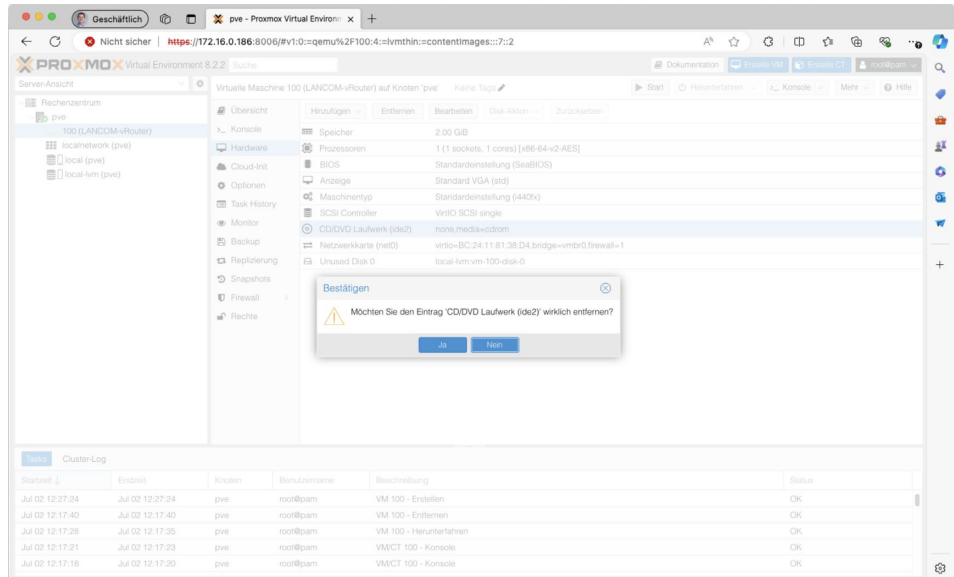 Geschäftlich
pve - Proxmox Virtual Environm
Nicht sicher https://172.16.0.186:8006/#v1:0:=qemu%2F100:4:=lvmthin:=contentImages:::7::2
PROXMOX Virtual Environment 8.2.2 Suche
Dokumentation Erstelle VM Erstelle CT root@pam
Server-Ansicht
Virtuelle Maschine 100 (LANCOM-vRouter) auf Knoten 'pve' Keine Tags Start Herunterfahren Konsole Mehr Hilfe
Rechenzentrum
pve
100 (LANCOM-vRouter)
localnetwork (pve)
local (pve)
local-lvm (pve)
Übersicht
Konsole
Hardware
Cloud-Init
Optionen
Task History
Monitor
Backup
Replizierung
Snapshots
Firewall
Rechte
Hinzufügen Entfernen Bearbeiten Disk-Aktion Zurücksetzen
Speicher 2.00 GiB
Prozessoren 1 (1 sockets, 1 cores) [x86-64-v2-AES]
BIOS Standardeinstellung (SeaBIOS)
Anzeige Standard VGA (std)
Maschinentyp Standardeinstellung (i440fx)
SCSI Controller VirtIO SCSI single
CD/DVD Laufwerk (ide2) none,media=cdrom
Netzwerkkarte (net0) virtio=BC:24:11:81:38:D4,bridge=vmbr0,firewall=1
Unused Disk 0 local-lvm:vm-100-disk-0
Bestätigen
Möchten Sie den Eintrag 'CD/DVD Laufwerk (ide2)' wirklich entfernen?
Ja Nein
Tasks Cluster-Log
Startzeit ↓ Endzeit Knoten Benutzername Beschreibung Status
Jul 02 12:27:24 Jul 02 12:27:24 pve root@pam VM 100 - Erstellen OK
Jul 02 12:17:40 Jul 02 12:17:40 pve root@pam VM 100 - Entfernen OK
Jul 02 12:17:28 Jul 02 12:17:35 pve root@pam VM 100 - Herunterfahren OK
Jul 02 12:17:21 Jul 02 12:17:23 pve root@pam VM/CT 100 - Konsole OK
Jul 02 12:17:18 Jul 02 12:17:20 pve root@pam VM/CT 100 - Konsole OK